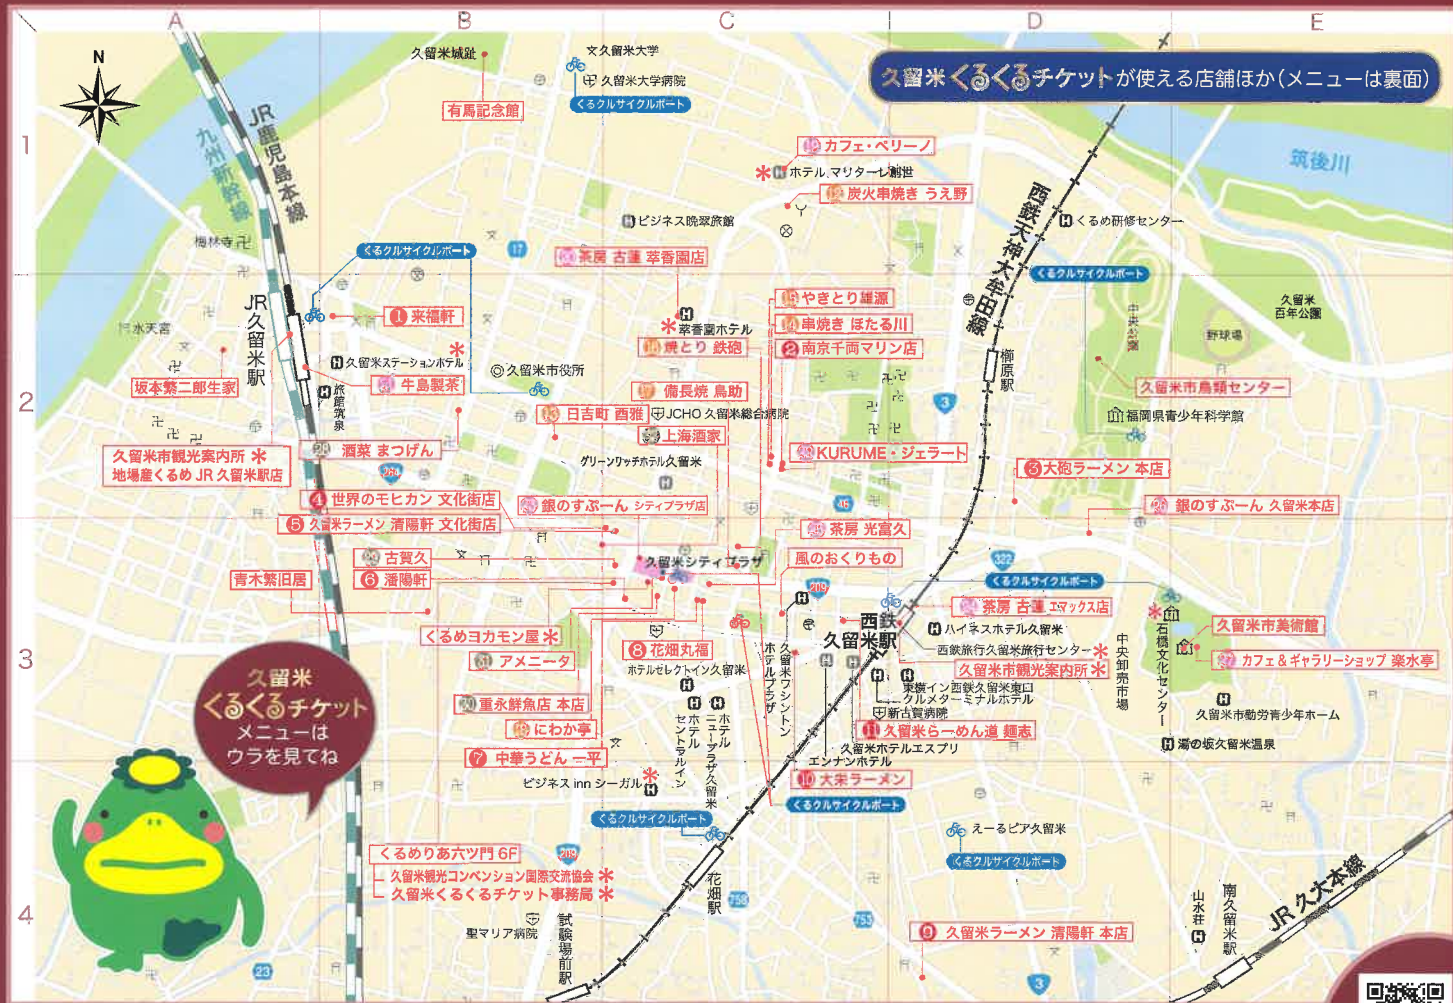 A
B
C
D
E
N
久留米城趾
久留米大学
久留米大学病院
くるクルサイクルポート
有馬記念館
久留米くるくるチケットが使える店舗ほか(メニューは裏面)
1
JR鹿児島本線
九州新幹線
カフェ・ペリーノ
*ホテル マリターレ創世
炭火串焼き うえ野
筑後川
西鉄天神大牟田線
くるめ研修センター
ビジネス晩翠旅館
梅林寺
くるクルサイクルポート
17
茶房 古蓮 萃香園店
くるクルサイクルポート
JR久留米駅
❶ 来福軒
萃香園ホテル
やきとり雄源
⑭ 串焼き ほたる川
❷ 南京千両マリン店
焼とり 鉄砲
中央公園
野球場
久留米
百年公園
水天宮
久留米ステーションホテル
久留米市役所
櫛原駅
坂本繁二郎生家
牛島製茶
旅館筑泉
備長焼 鳥助
久留米市鳥類センター
2
日吉町 酉雅
JCHO 久留米総合病院
3
福岡県青少年科学館
久留米市観光案内所 *
地場産くるめ JR 久留米駅店
酒菜 まつげん
上海酒家
グリーンリッチホテル久留米
KURUME・ジェラート
❸ 大砲ラーメン 本店
❹ 世界のモヒカン 文化街店
銀のすぷーん シティプラザ店
銀のすぷーん 久留米本店
❺ 久留米ラーメン 清陽軒 文化街店
茶房 光富久
古賀久
久留米シティプラザ
風のおくりもの
322
青木繁旧居
❻ 潘陽軒
209
くるクルサイクルポート
茶房 古蓮 エマックス店
西鉄
久留米駅
ハイネスホテル久留米
西鉄旅行久留米旅行センター *
久留米市観光案内所 *
中央卸売市場
石橋文化センター
久留米市美術館
カフェ＆ギャラリーショップ 楽水亭
3
くるめヨカモン屋 *
❽ 花畑丸福
アメニータ
ホテルセレクトイン久留米
久留米ワシントン
ホテルプラザ
東横イン西鉄久留米東口
クルメターミナルホテル
新古賀病院
重永鮮魚店 本店
久留米市勤労青少年ホーム
久留米
くるくるチケット
メニューは
ウラを見てね
にわか亭
ホテル
セントラルイン
ホテル
ニュープラザ久留米
⓫ 久留米らーめん道 麺志
久留米ホテルエスプリ
エンナンホテル
湯の坂久留米温泉
❼ 中華うどん 一平
ビジネス inn シーガル
❿ 大栄ラーメン
くるクルサイクルポート
くるクルサイクルポート
えーるピア久留米
くるクルサイクルポート
くるめりあ六ツ門 6F
久留米観光コンベンション国際交流協会 *
久留米くるくるチケット事務局 *
209
花畑駅
758
753
4
聖マリア病院
試験場前駅
❾ 久留米ラーメン 清陽軒 本店
山水荘
南久留米駅
JR 久大本線
23
3